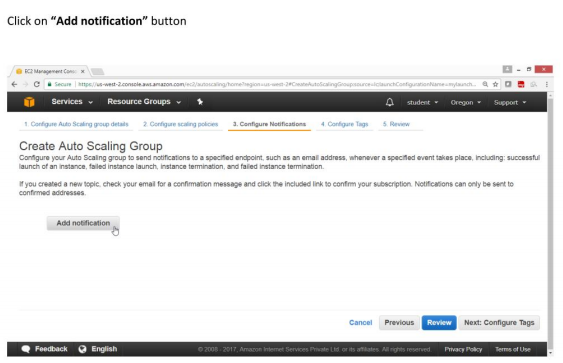 Click on "Add notification" button
EC2 Management Consol
Secure | https://us-west-2.console.aws.amazon.com/ec2/autoscaling/home?region=us-west-2#CreateAutoScalingGroup:source=lc;launchConfigurationName=mylaunch...
Services Resource Groups student Oregon Support
1. Configure Auto Scaling group details 2. Configure scaling policies 3. Configure Notifications 4. Configure Tags 5. Review
Create Auto Scaling Group
Configure your Auto Scaling group to send notifications to a specified endpoint, such as an email address, whenever a specified event takes place, including: successful
launch of an instance, failed instance launch, instance termination, and failed instance termination.
If you created a new topic, check your email for a confirmation message and click the included link to confirm your subscription. Notifications can only be sent to
confirmed addresses.
Add notification
Cancel Previous Review Next: Configure Tags
Feedback English © 2008 - 2017, Amazon Internet Services Private Ltd. or its affiliates. All rights reserved. Privacy Policy Terms of Use